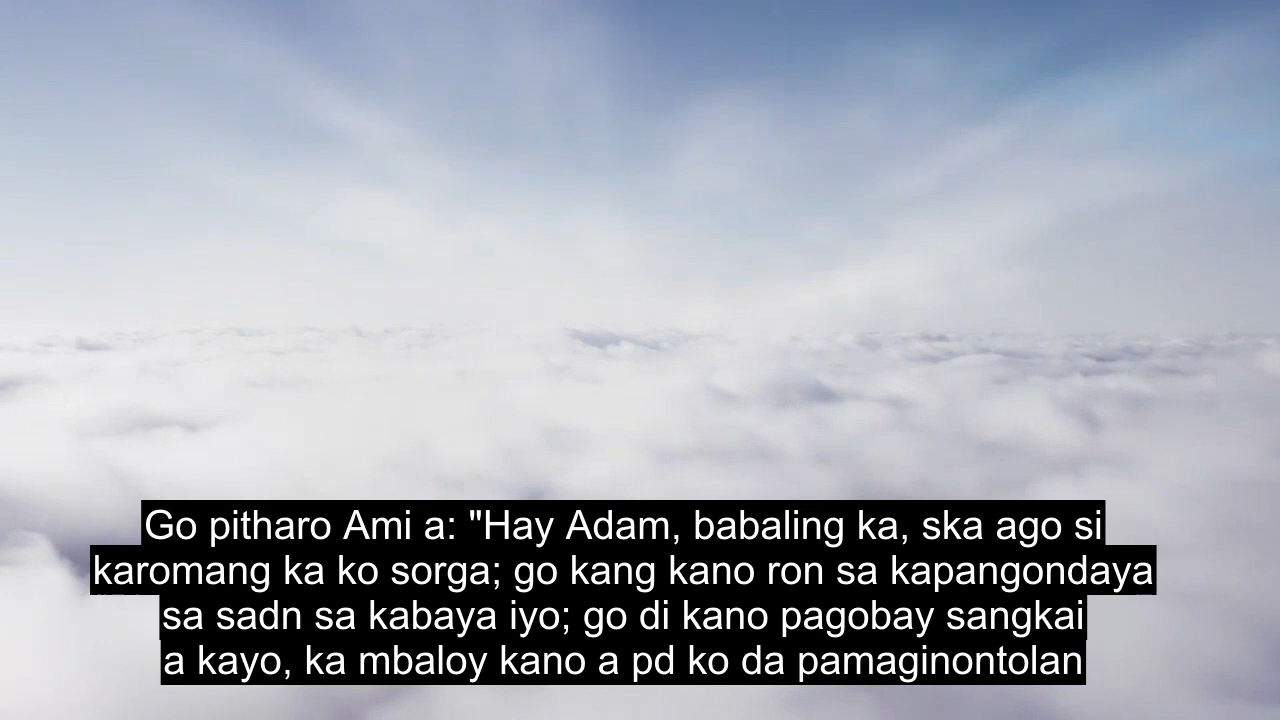 Go pitharo Ami a: "Hay Adam, babaling ka, ska ago si
karomang ka ko sorga; go kang kano ron sa kapangondaya
sa sadn sa kabaya iyo; go di kano pagobay sangkai
a kayo, ka mbaloy kano a pd ko da pamaginontolan